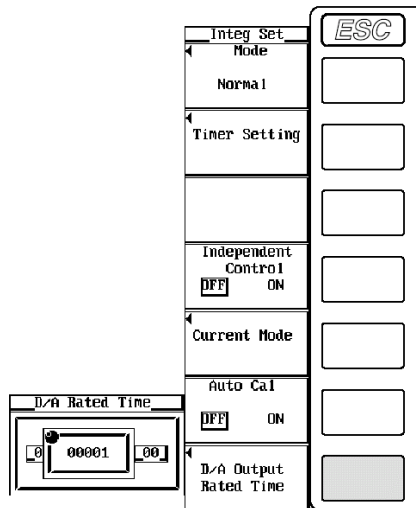 ESC
Integ Set
Mode
Normal
Timer Setting
Independent
Control
OFF ON
Current Mode
Auto Cal
OFF ON
D/A Output
Rated Time
D/A Rated Time
0 00001 00